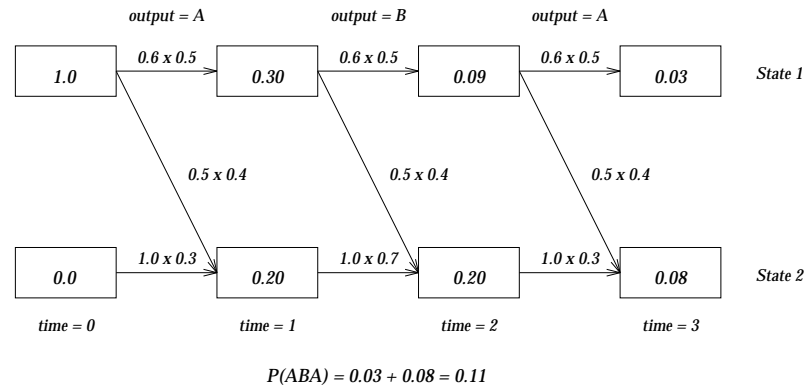 output = A output = B output = A
0.6 x 0.5 0.6 x 0.5 0.6 x 0.5
1.0 0.30 0.09 0.03 State 1
0.5 x 0.4 0.5 x 0.4 0.5 x 0.4
1.0 x 0.3 1.0 x 0.7 1.0 x 0.3
0.0 0.20 0.20 0.08 State 2
time = 0 time = 1 time = 2 time = 3
P(ABA) = 0.03 + 0.08 = 0.11